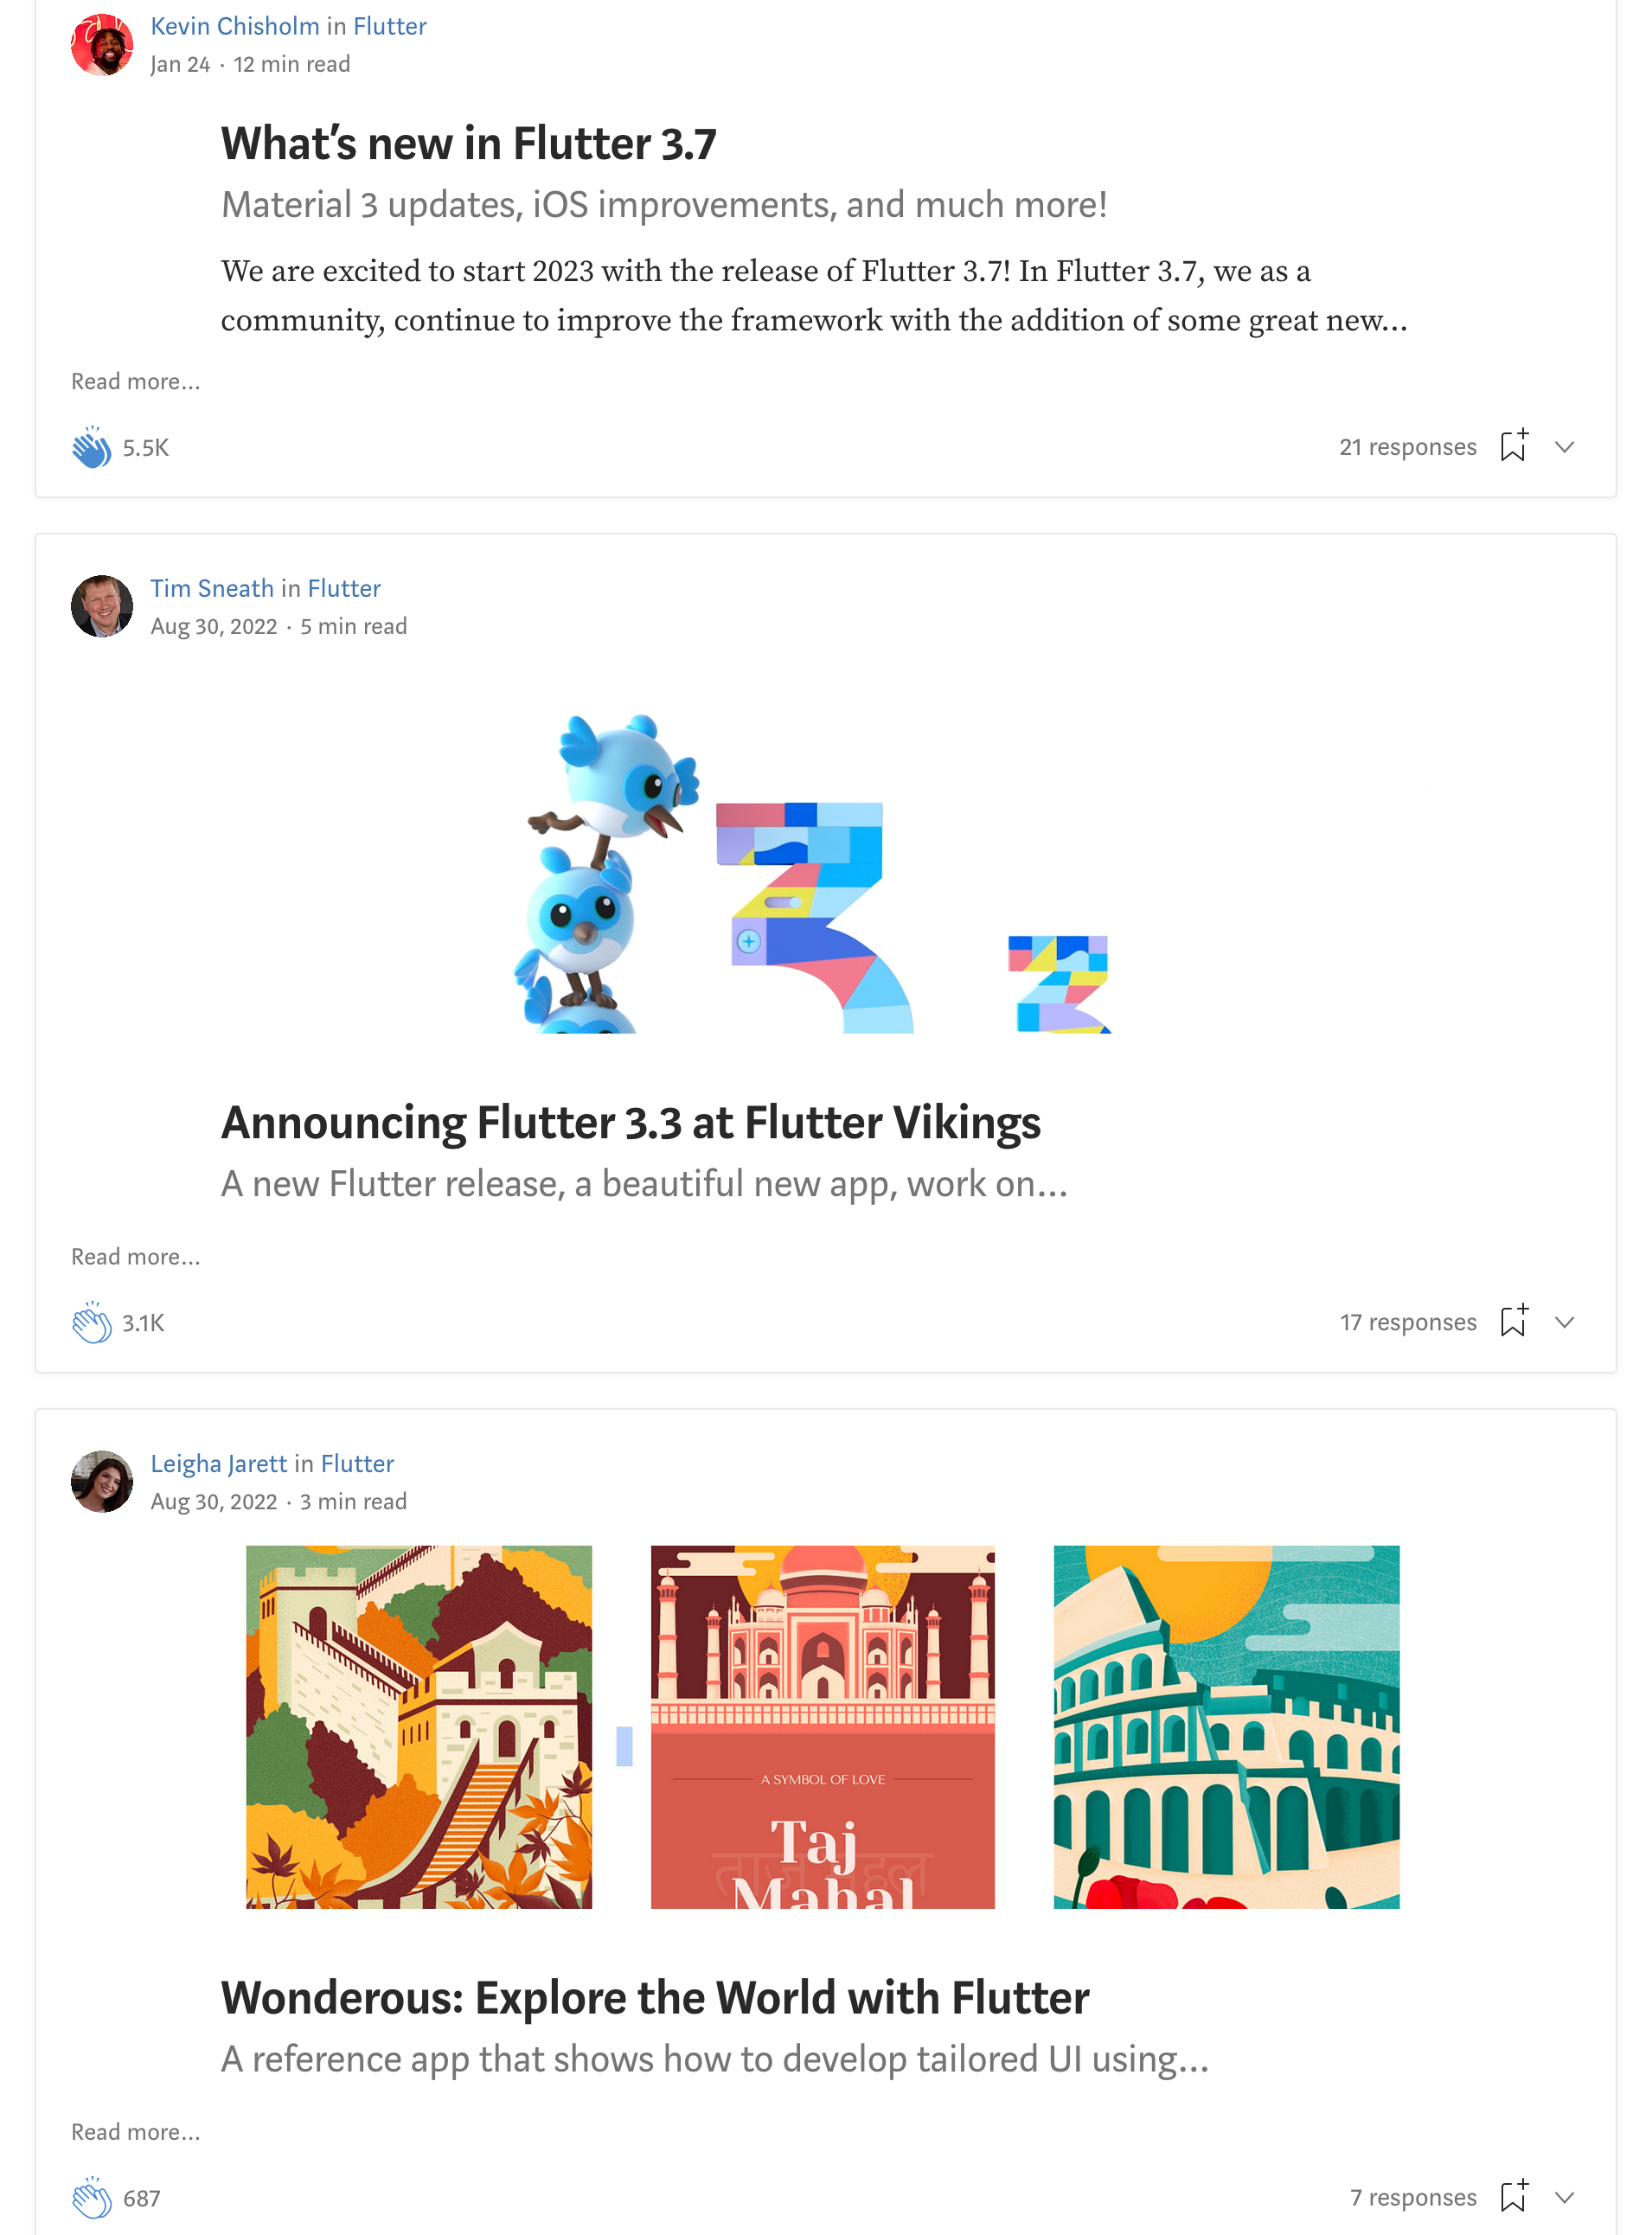 Kevin Chisholm in Flutter
Jan 24 · 12 min read
What’s new in Flutter 3.7
Material 3 updates, iOS improvements, and much more!
We are excited to start 2023 with the release of Flutter 3.7! In Flutter 3.7, we as a
community, continue to improve the framework with the addition of some great new…
Read more…
5.5K
21 responses
Tim Sneath in Flutter
Aug 30, 2022 · 5 min read
3 3
Announcing Flutter 3.3 at Flutter Vikings
A new Flutter release, a beautiful new app, work on…
Read more…
3.1K
17 responses
Leigha Jarett in Flutter
Aug 30, 2022 · 3 min read
A SYMBOL OF LOVE
Taj
ताज महल
Mahal
Wonderous: Explore the World with Flutter
A reference app that shows how to develop tailored UI using…
Read more…
687
7 responses